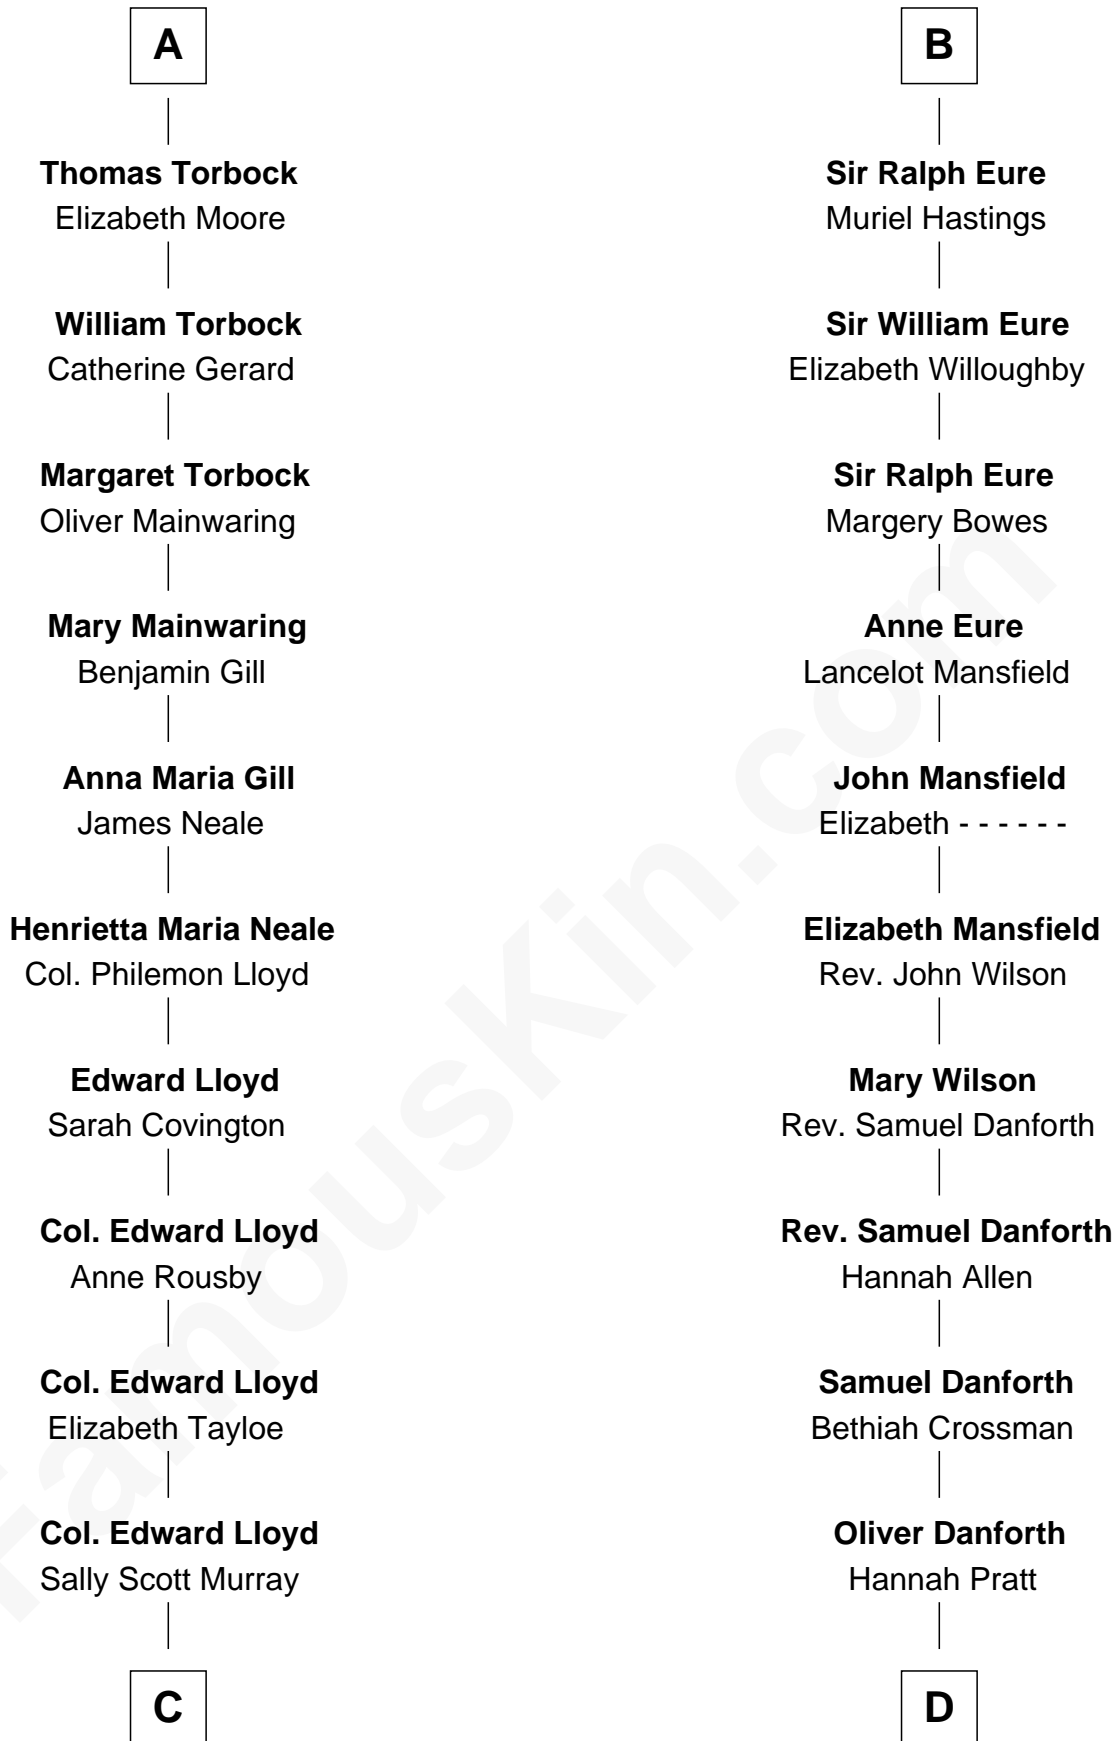 A
Thomas Torbock
Elizabeth Moore
William Torbock
Catherine Gerard
Margaret Torbock
Oliver Mainwaring
Mary Mainwaring
Benjamin Gill
Anna Maria Gill
James Neale
Henrietta Maria Neale
Col. Philemon Lloyd
Edward Lloyd
Sarah Covington
Col. Edward Lloyd
Anne Rousby
Col. Edward Lloyd
Elizabeth Tayloe
Col. Edward Lloyd
Sally Scott Murray
C
B
Sir Ralph Eure
Muriel Hastings
Sir William Eure
Elizabeth Willoughby
Sir Ralph Eure
Margery Bowes
Anne Eure
Lancelot Mansfield
John Mansfield
Elizabeth - - - - - -
Elizabeth Mansfield
Rev. John Wilson
Mary Wilson
Rev. Samuel Danforth
Rev. Samuel Danforth
Hannah Allen
Samuel Danforth
Bethiah Crossman
Oliver Danforth
Hannah Pratt
D
FamousKin.com